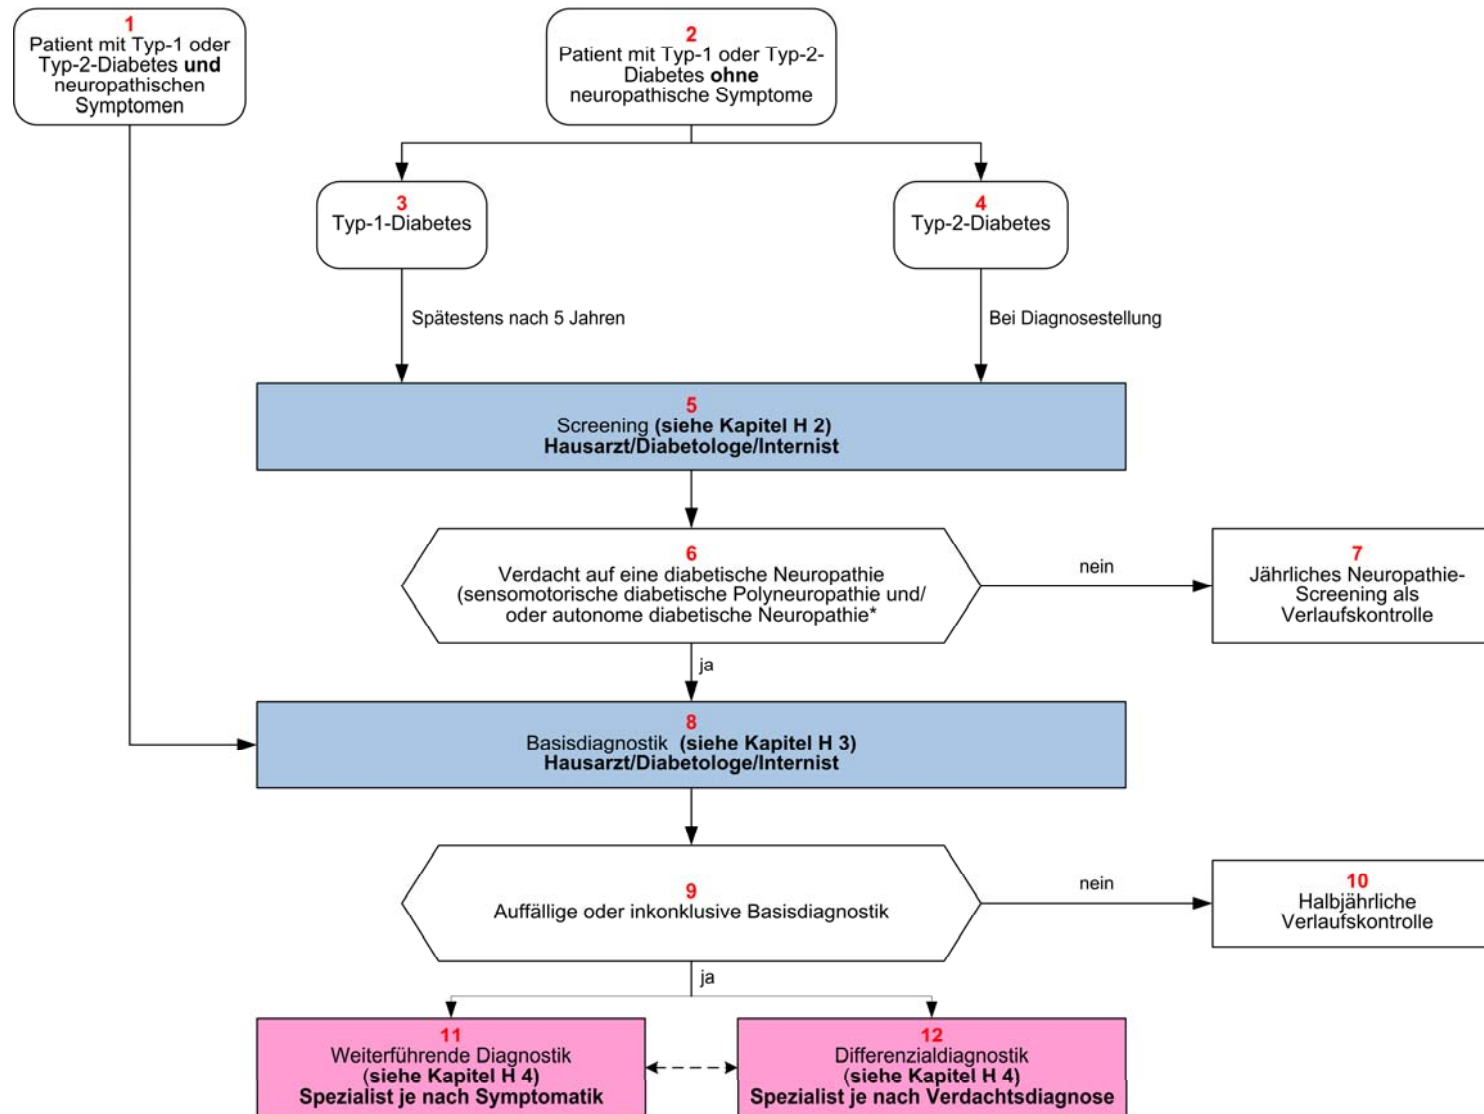 1
Patient mit Typ-1 oder
Typ-2-Diabetes und
neuropathischen
Symptomen
2
Patient mit Typ-1 oder Typ-2-
Diabetes ohne
neuropathische Symptome
3
Typ-1-Diabetes
4
Typ-2-Diabetes
Spätestens nach 5 Jahren
Bei Diagnosestellung
5
Screening (siehe Kapitel H 2)
Hausarzt/Diabetologe/Internist
6
Verdacht auf eine diabetische Neuropathie
(sensomotorische diabetische Polyneuropathie und/
oder autonome diabetische Neuropathie*
nein
7
Jährliches Neuropathie-
Screening als
Verlaufskontrolle
ja
8
Basisdiagnostik (siehe Kapitel H 3)
Hausarzt/Diabetologe/Internist
9
Auffällige oder inkonklusive Basisdiagnostik
nein
10
Halbjährliche
Verlaufskontrolle
ja
11
Weiterführende Diagnostik
(siehe Kapitel H 4)
Spezialist je nach Symptomatik
12
Differenzialdiagnostik
(siehe Kapitel H 4)
Spezialist je nach Verdachtsdiagnose